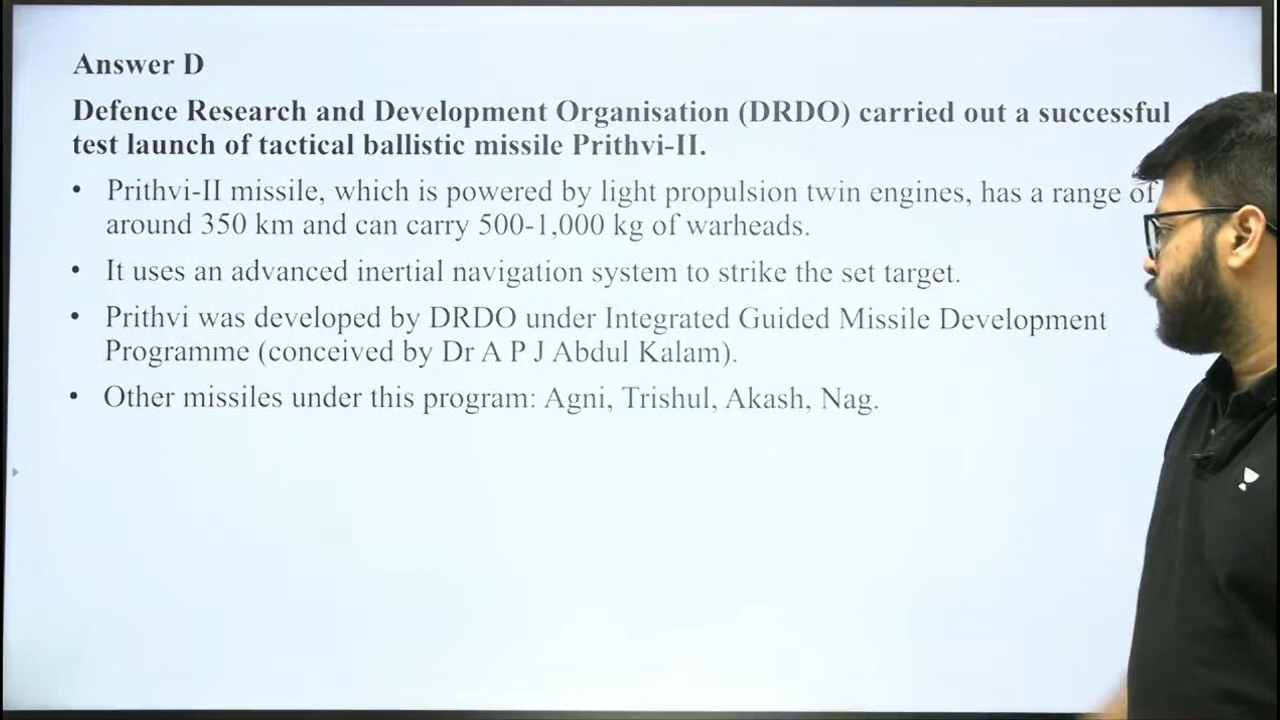 Answer D
Defence Research and Development Organisation (DRDO) carried out a successful
test launch of tactical ballistic missile Prithvi-II.
• Prithvi-II missile, which is powered by light propulsion twin engines, has a range of
around 350 km and can carry 500-1,000 kg of warheads.
• It uses an advanced inertial navigation system to strike the set target.
• Prithvi was developed by DRDO under Integrated Guided Missile Development
Programme (conceived by Dr A P J Abdul Kalam).
• Other missiles under this program: Agni, Trishul, Akash, Nag.